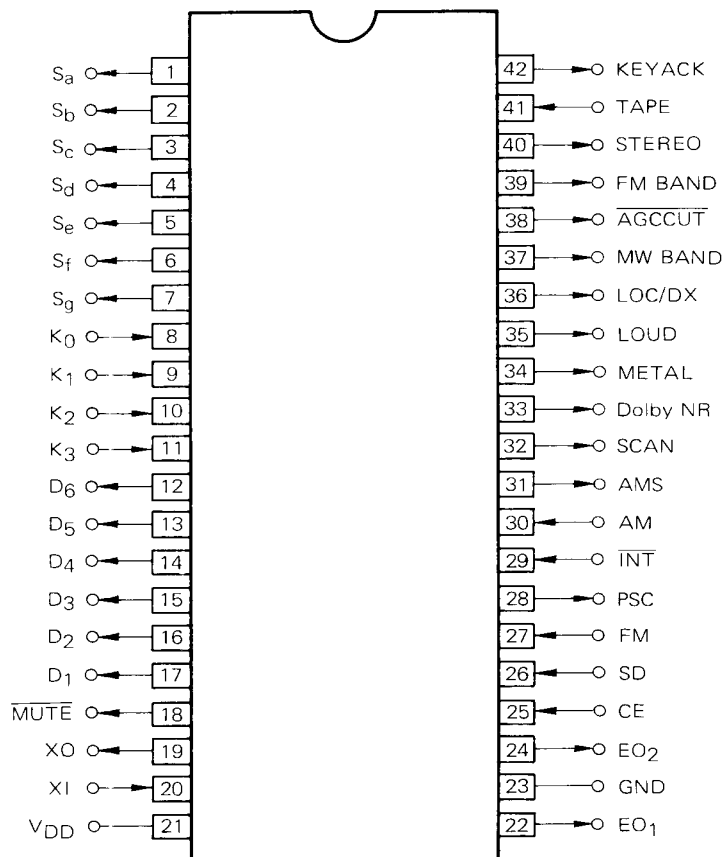 Sa 1 42 KEYACK
Sb 2 41 TAPE
Sc 3 40 STEREO
Sd 4 39 FM BAND
Se 5 38 AGCCUT
Sf 6 37 MW BAND
Sg 7 36 LOC/DX
K0 8 35 LOUD
K1 9 34 METAL
K2 10 33 Dolby NR
K3 11 32 SCAN
D6 12 31 AMS
D5 13 30 AM
D4 14 29 INT
D3 15 28 PSC
D2 16 27 FM
D1 17 26 SD
MUTE 18 25 CE
XO 19 24 EO2
XI 20 23 GND
VDD 21 22 EO1